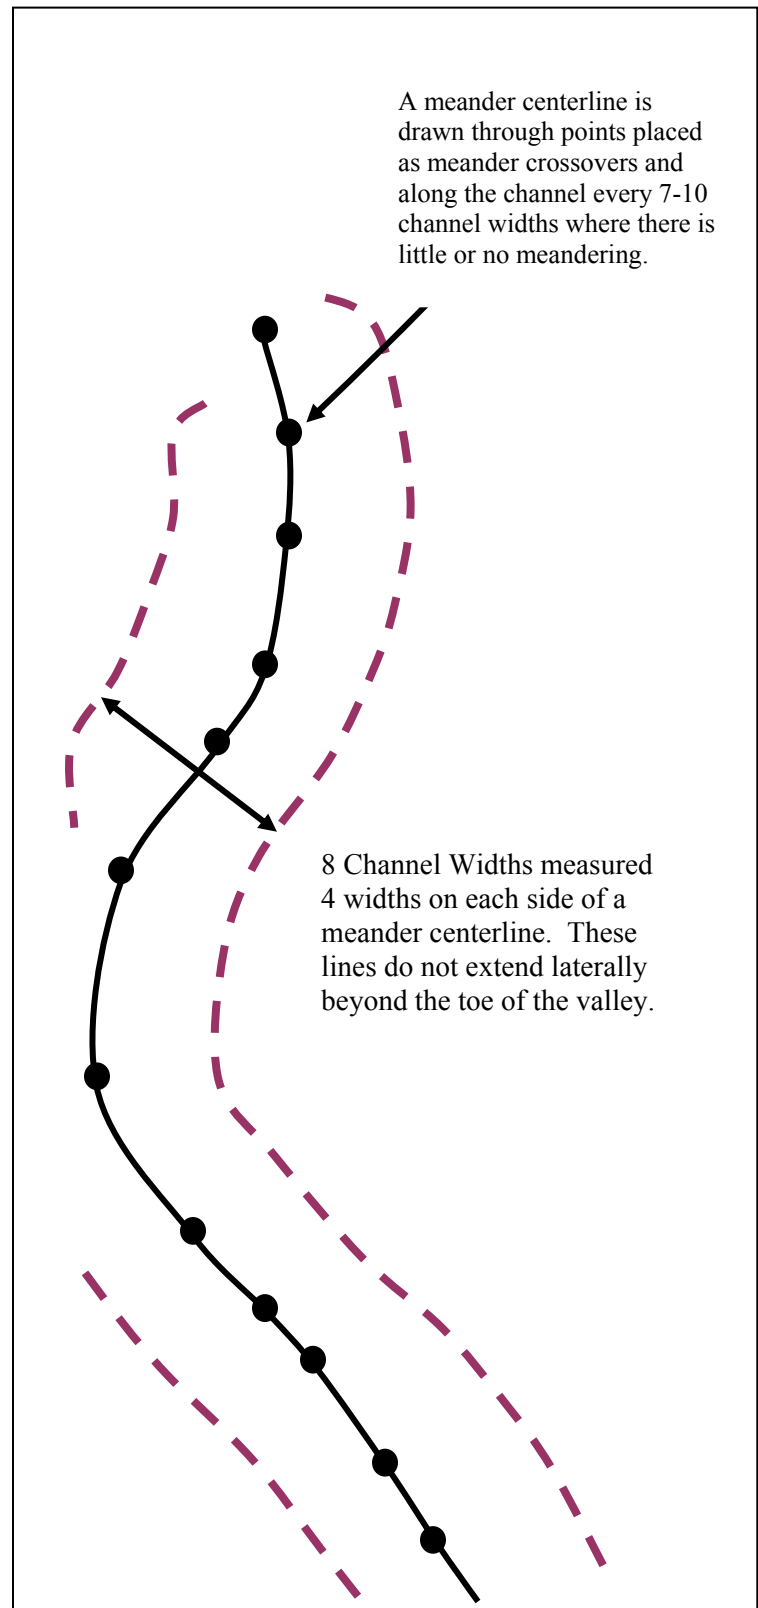 A meander centerline is
drawn through points placed
as meander crossovers and
along the channel every 7-10
channel widths where there is
little or no meandering.
8 Channel Widths measured
4 widths on each side of a
meander centerline.  These
lines do not extend laterally
beyond the toe of the valley.